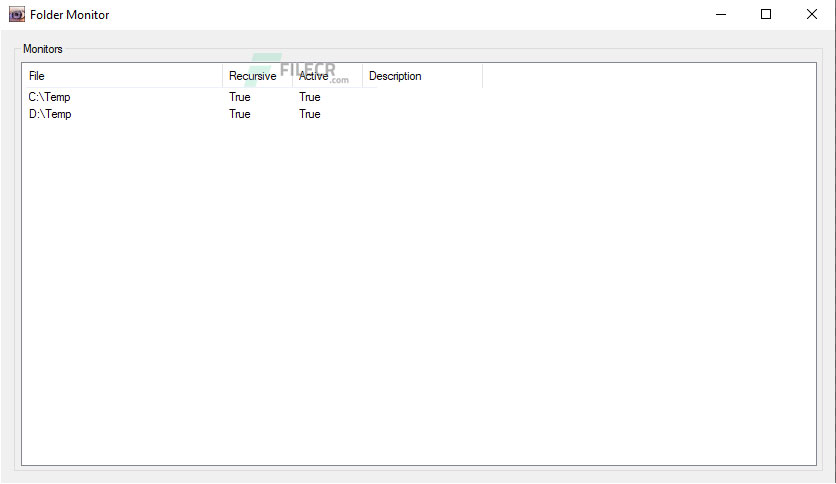 Folder Monitor
Monitors
File Recursive Active Description
FILECR
.com
C:\Temp True True
D:\Temp True True